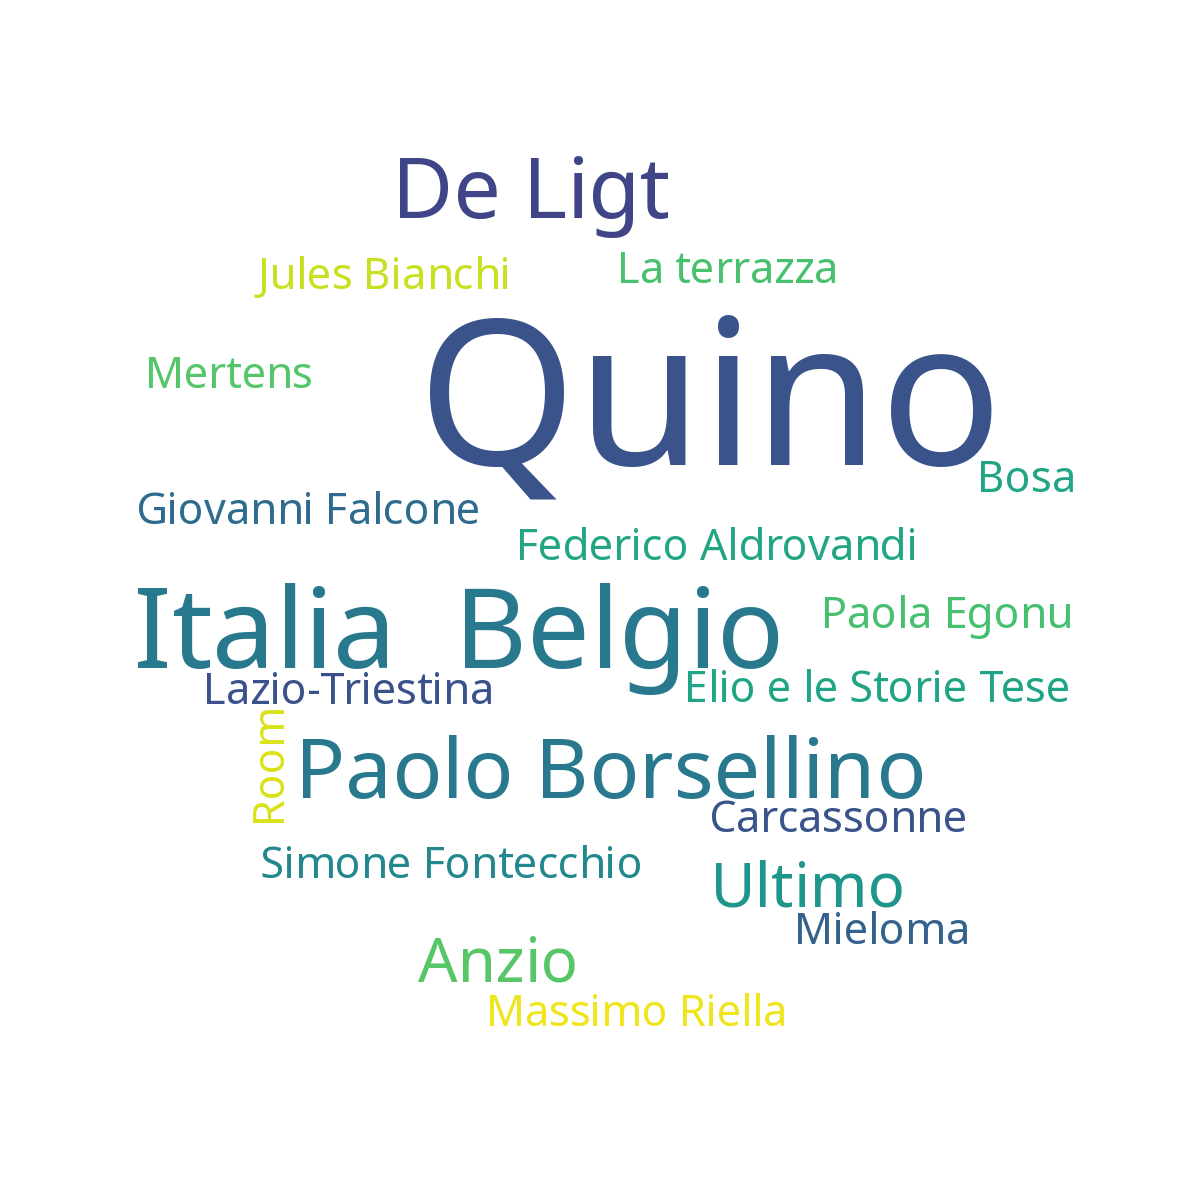 De Ligt
Jules Bianchi
La terrazza
Quino
Mertens
Bosa
Giovanni Falcone
Federico Aldrovandi
Italia Belgio
Paola Egonu
Lazio-Triestina
Elio e le Storie Tese
Room
Paolo Borsellino
Carcassonne
Simone Fontecchio
Ultimo
Mieloma
Anzio
Massimo Riella